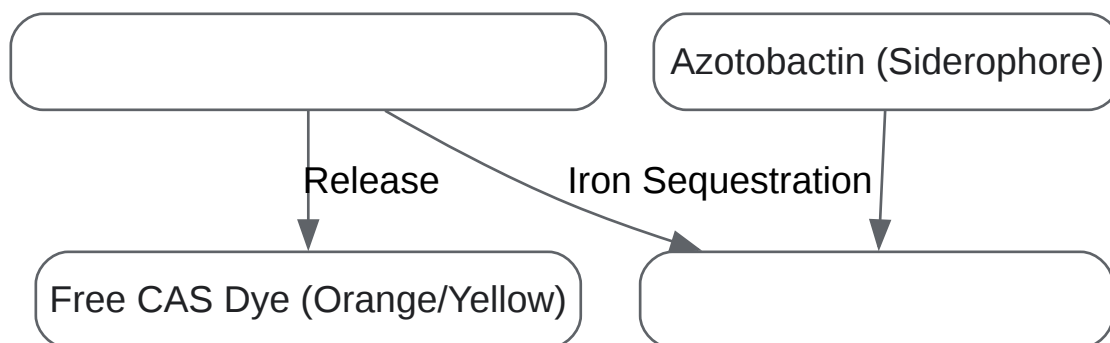 Azotobactin (Siderophore)
Release
Iron Sequestration
Free CAS Dye (Orange/Yellow)